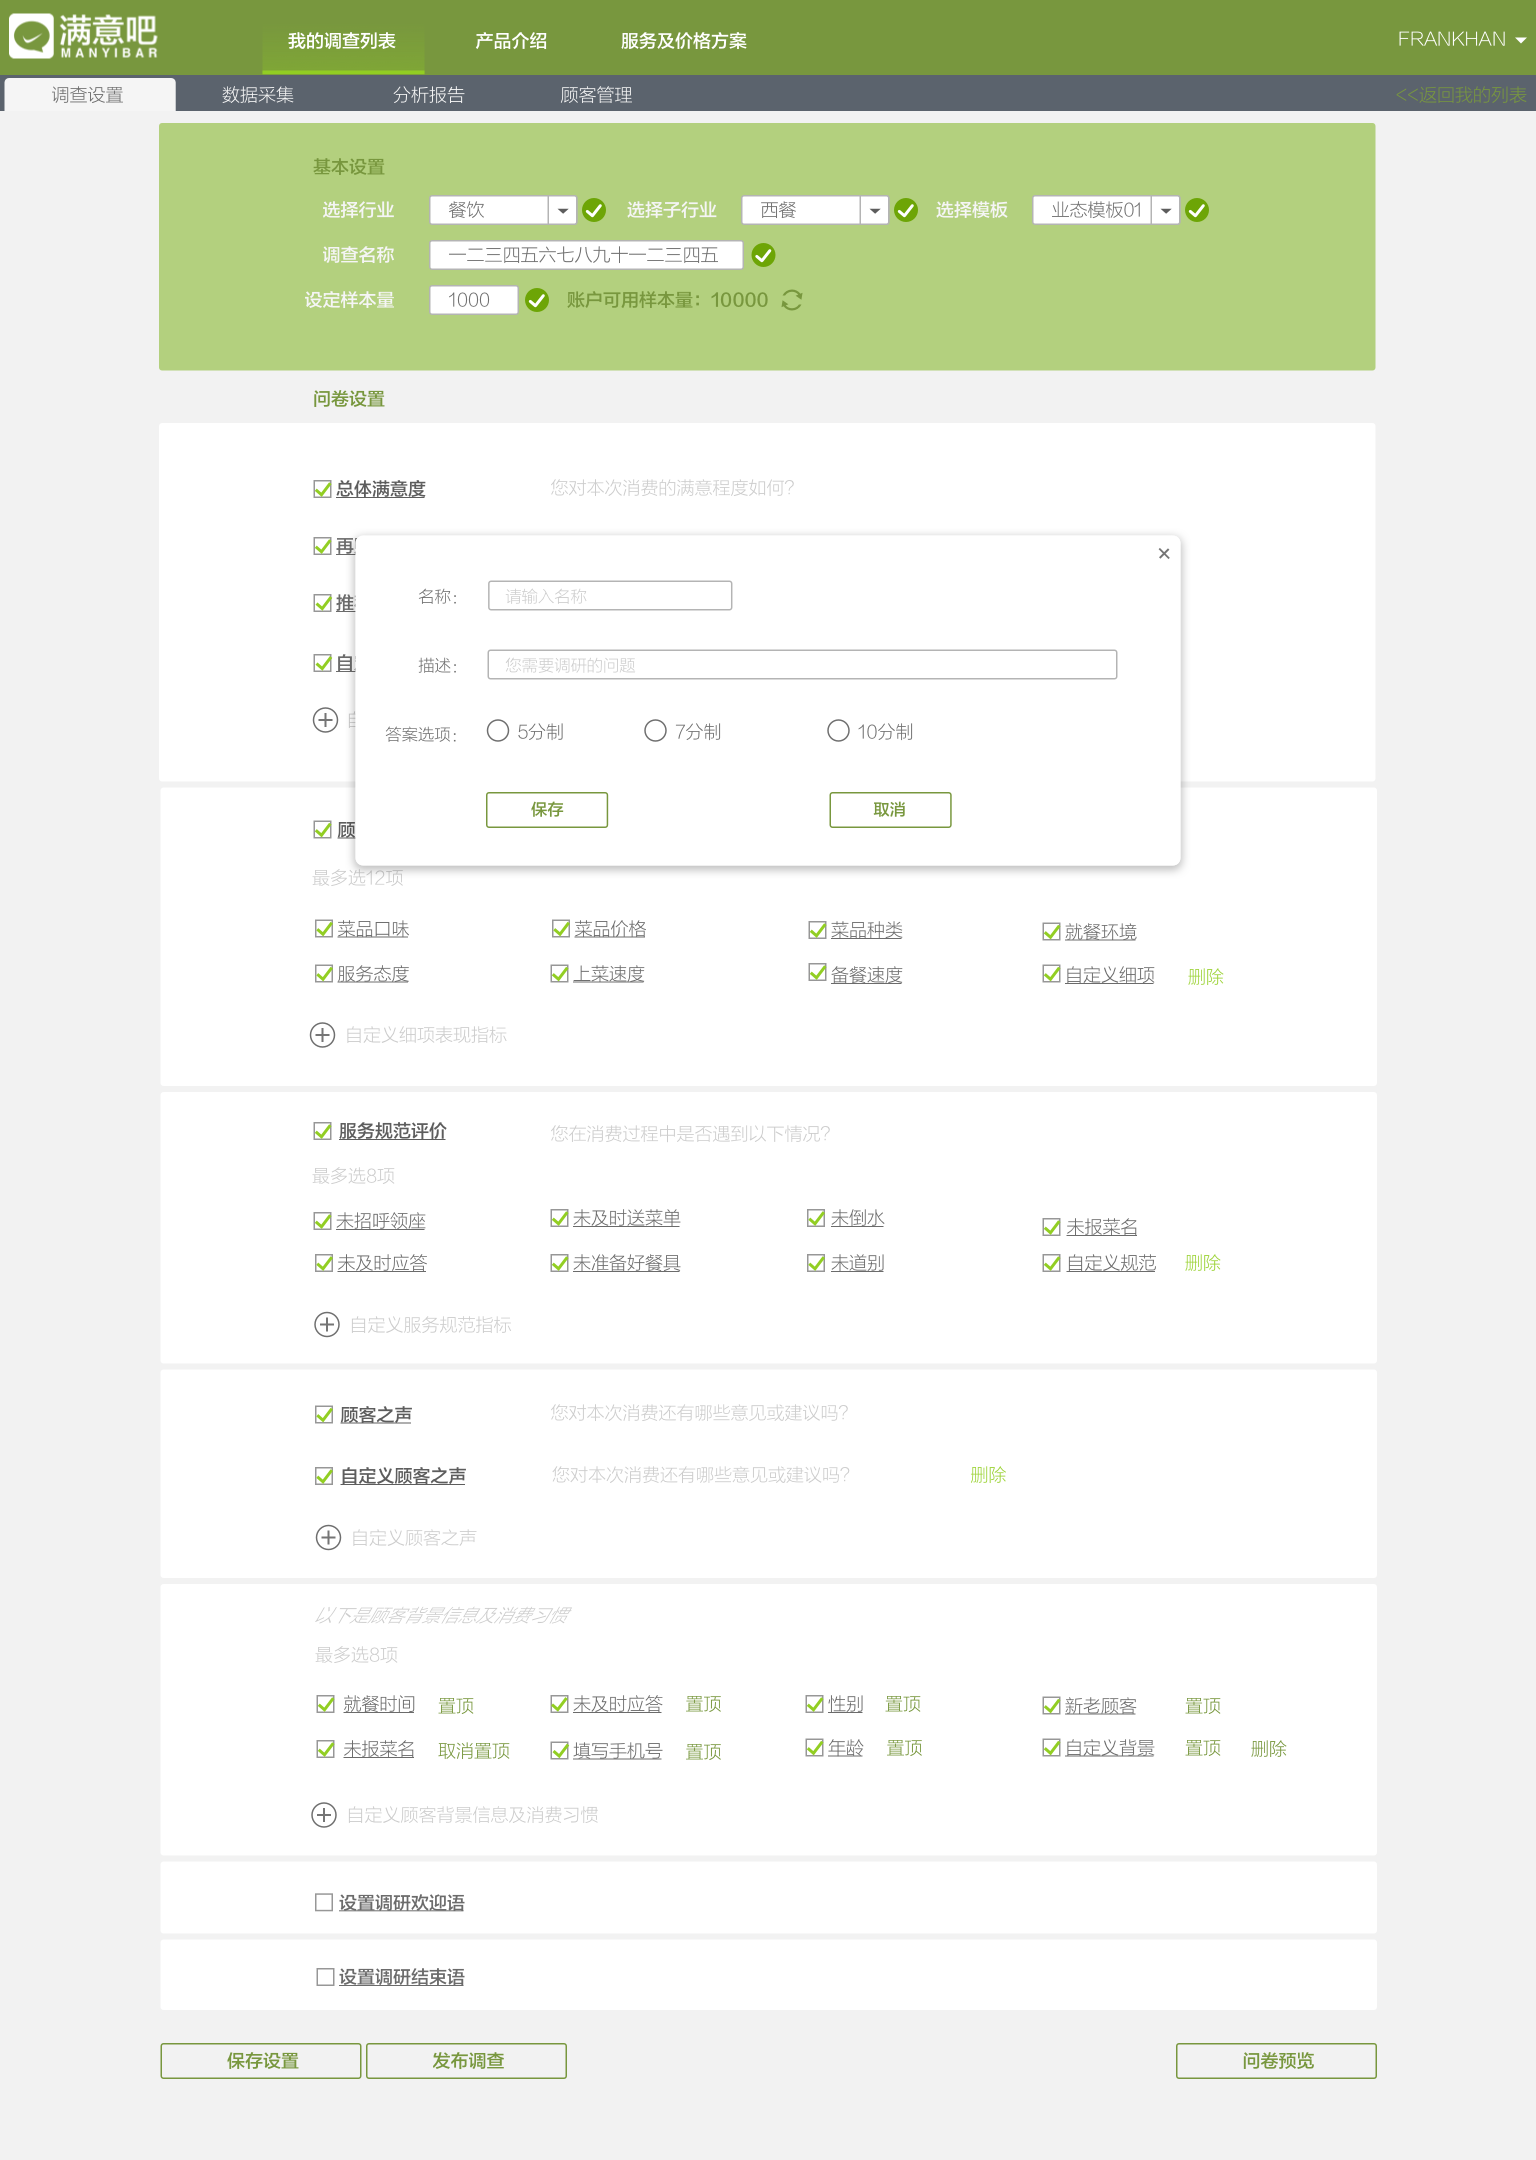 满意吧
MANYIBAR
我的调查列表 产品介绍 服务及价格方案 FRANKHAN
调查设置 数据采集 分析报告 顾客管理 <<返回我的列表
基本设置
选择行业 餐饮 选择子行业 西餐 选择模板 业态模板01
调查名称 一二三四五六七八九十一二三四五
设定样本量 1000 账户可用样本量：10000
问卷设置
总体满意度 您对本次消费的满意程度如何？
再
推
自
名称： 请输入名称
描述： 您需要调研的问题
答案选项： 5分制 7分制 10分制
保存 取消
顾
最多选12项
菜品口味 菜品价格 菜品种类 就餐环境
服务态度 上菜速度 备餐速度 自定义细项 删除
自定义细项表现指标
服务规范评价 您在消费过程中是否遇到以下情况？
最多选8项
未招呼领座 未及时送菜单 未倒水 未报菜名
未及时应答 未准备好餐具 未道别 自定义规范 删除
自定义服务规范指标
顾客之声 您对本次消费还有哪些意见或建议吗？
自定义顾客之声 您对本次消费还有哪些意见或建议吗？ 删除
自定义顾客之声
以下是顾客背景信息及消费习惯
最多选8项
就餐时间 置顶 未及时应答 置顶 性别 置顶 新老顾客 置顶
未报菜名 取消置顶 填写手机号 置顶 年龄 置顶 自定义背景 置顶 删除
自定义顾客背景信息及消费习惯
设置调研欢迎语
设置调研结束语
保存设置 发布调查 问卷预览